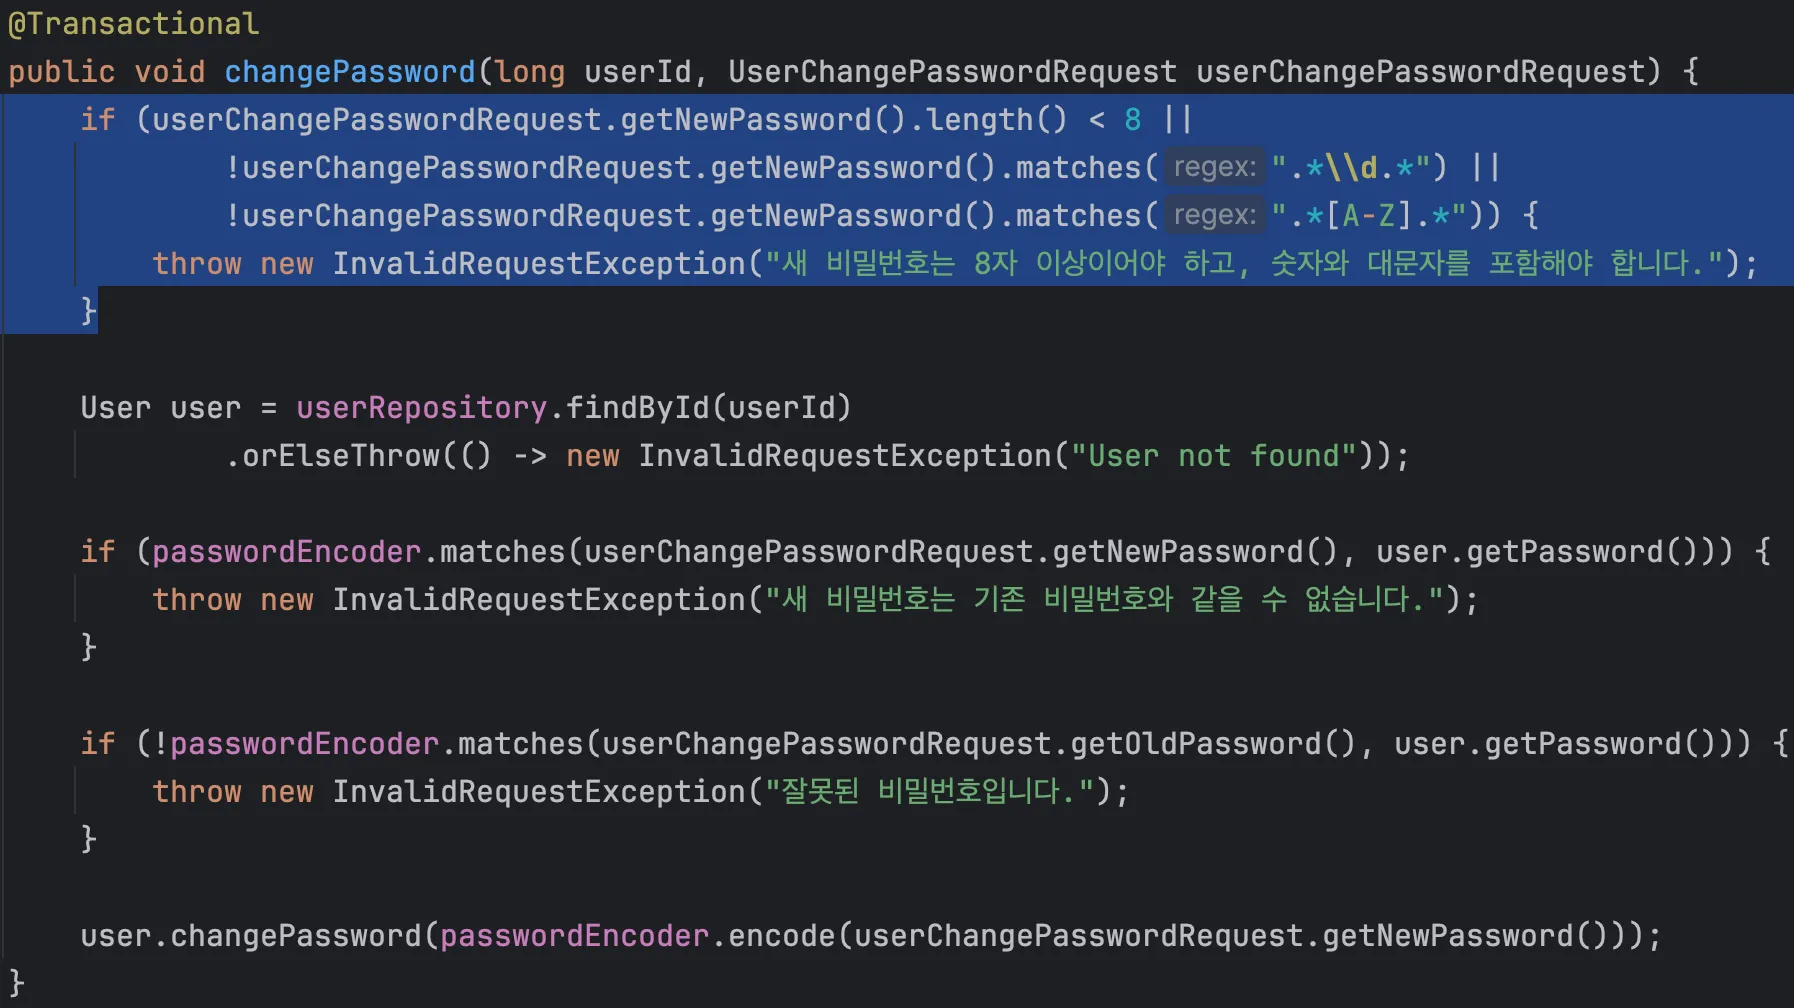 @Transactional
public void changePassword(long userId, UserChangePasswordRequest userChangePasswordRequest) {
    if (userChangePasswordRequest.getNewPassword().length() < 8 ||
            !userChangePasswordRequest.getNewPassword().matches( regex: ".*\\d.*") ||
            !userChangePasswordRequest.getNewPassword().matches( regex: ".*[A-Z].*")) {
        throw new InvalidRequestException("새 비밀번호는 8자 이상이어야 하고, 숫자와 대문자를 포함해야 합니다.");
    }

    User user = userRepository.findById(userId)
            .orElseThrow(() -> new InvalidRequestException("User not found"));

    if (passwordEncoder.matches(userChangePasswordRequest.getNewPassword(), user.getPassword())) {
        throw new InvalidRequestException("새 비밀번호는 기존 비밀번호와 같을 수 없습니다.");
    }

    if (!passwordEncoder.matches(userChangePasswordRequest.getOldPassword(), user.getPassword())) {
        throw new InvalidRequestException("잘못된 비밀번호입니다.");
    }

    user.changePassword(passwordEncoder.encode(userChangePasswordRequest.getNewPassword()));
}